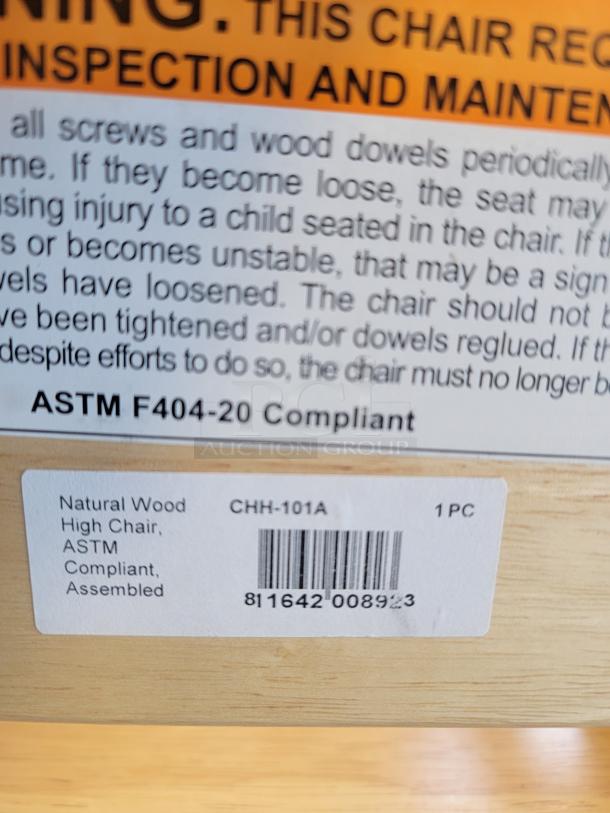 NING. THIS CHAIR REQ
INSPECTION AND MAINTEN
all screws and wood dowels periodically
me. If they become loose, the seat may
sing injury to a child seated in the chair. If th
s or becomes unstable, that may be a sign
vels have loosened. The chair should not b
ve been tightened and/or dowels reglued. If th
despite efforts to do so, the chair must no longer b
ASTM F404-20 Compliant
AUCTION GROUP
Natural Wood
High Chair,
ASTM
Compliant,
Assembled
CHH-101A
1 PC
811642 008923